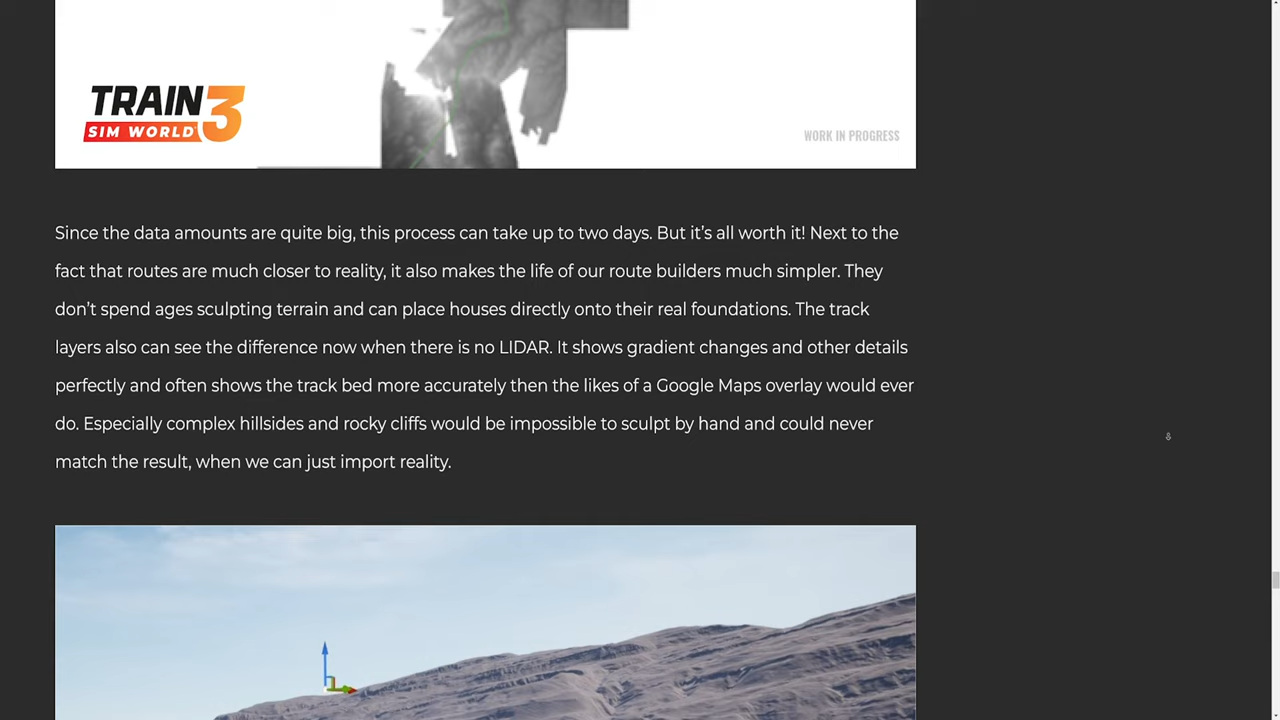 TRAIN 3
SIM WORLD
WORK IN PROGRESS
Since the data amounts are quite big, this process can take up to two days. But it’s all worth it! Next to the
fact that routes are much closer to reality, it also makes the life of our route builders much simpler. They
don’t spend ages sculpting terrain and can place houses directly onto their real foundations. The track
layers also can see the difference now when there is no LIDAR. It shows gradient changes and other details
perfectly and often shows the track bed more accurately then the likes of a Google Maps overlay would ever
do. Especially complex hillsides and rocky cliffs would be impossible to sculpt by hand and could never
match the result, when we can just import reality.